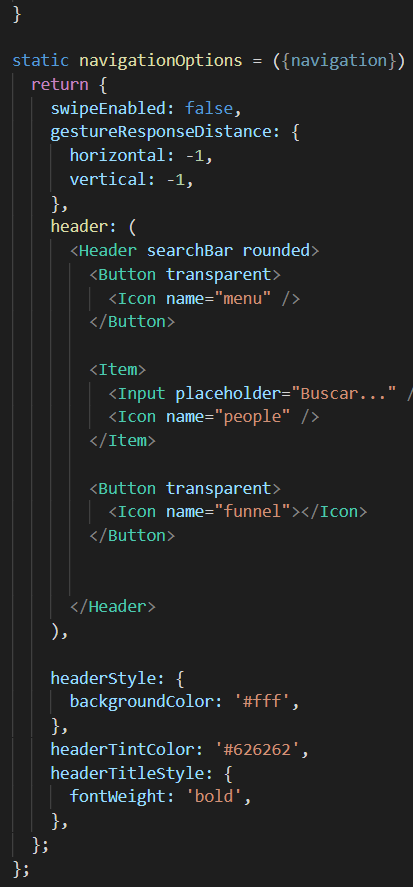 }
static navigationOptions = ({navigation})
return {
swipeEnabled: false,
gestureResponseDistance: {
horizontal: -1,
vertical: -1,
},
header: (
<Header searchBar rounded>
<Button transparent>
<Icon name="menu" />
</Button>
<Item>
<Input placeholder="Buscar..." /
<Icon name="people" />
</Item>
<Button transparent>
<Icon name="funnel"></Icon>
</Button>
</Header>
),
headerStyle: {
backgroundColor: '#fff',
},
headerTintColor: '#626262',
headerTitleStyle: {
fontWeight: 'bold',
},
};
};